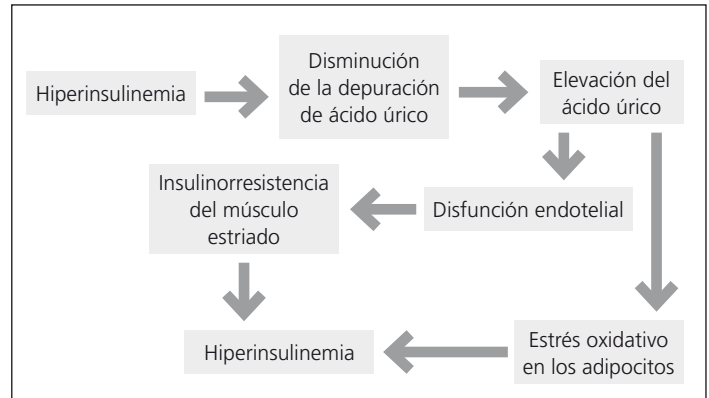 Hiperinsulinemia
Disminución
de la depuración
de ácido úrico
Elevación del
ácido úrico
Insulinorresistencia
del músculo
estriado
Disfunción endotelial
Hiperinsulinemia
Estrés oxidativo
en los adipocitos